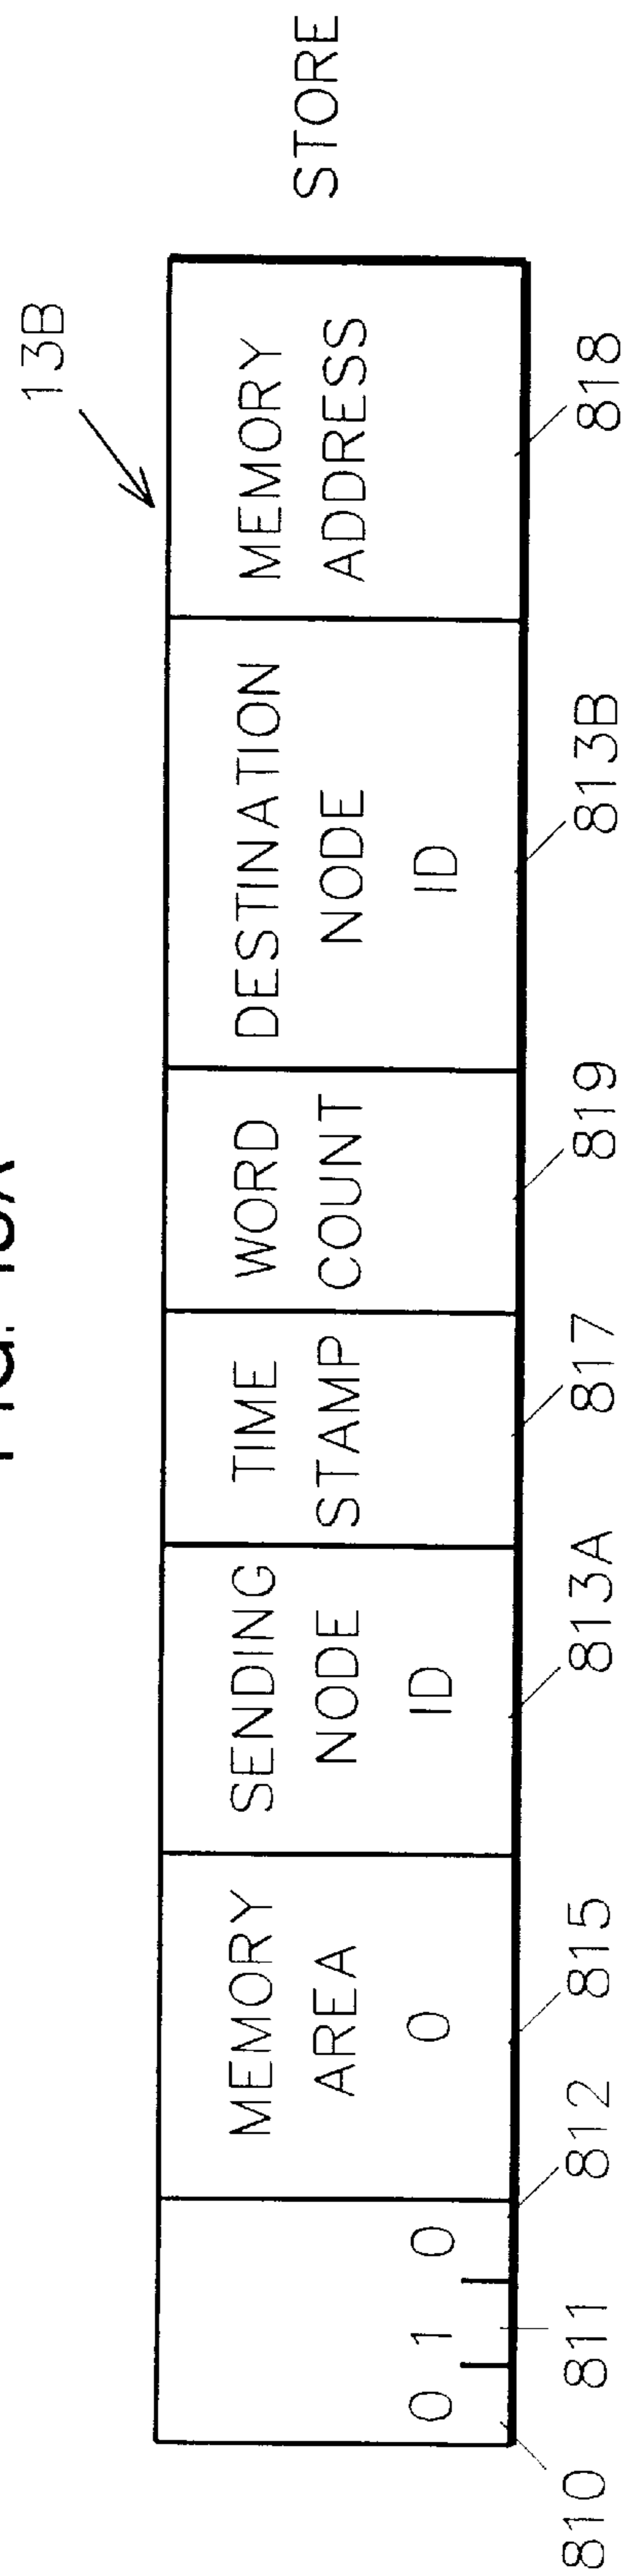 13B
0 1 0
MEMORY
AREA
0
SENDING
NODE
ID
TIME
STAMP
WORD
COUNT
DESTINATION
NODE
ID
MEMORY
ADDRESS
STORE
810 811 812 815 813A 817 819 813B 818